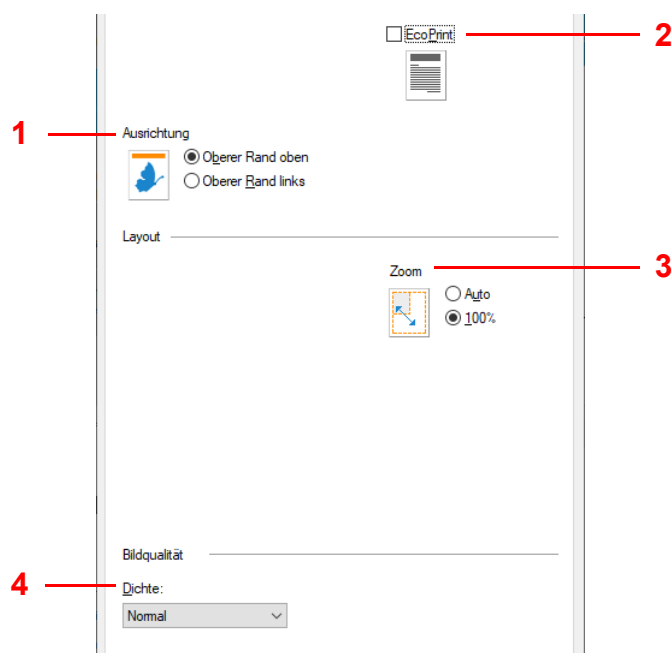 EcoPrint
2
1
Ausrichtung
Oberer Rand oben
Oberer Rand links
Layout
3
Zoom
Auto
100%
Bildqualität
4
Dichte:
Normal